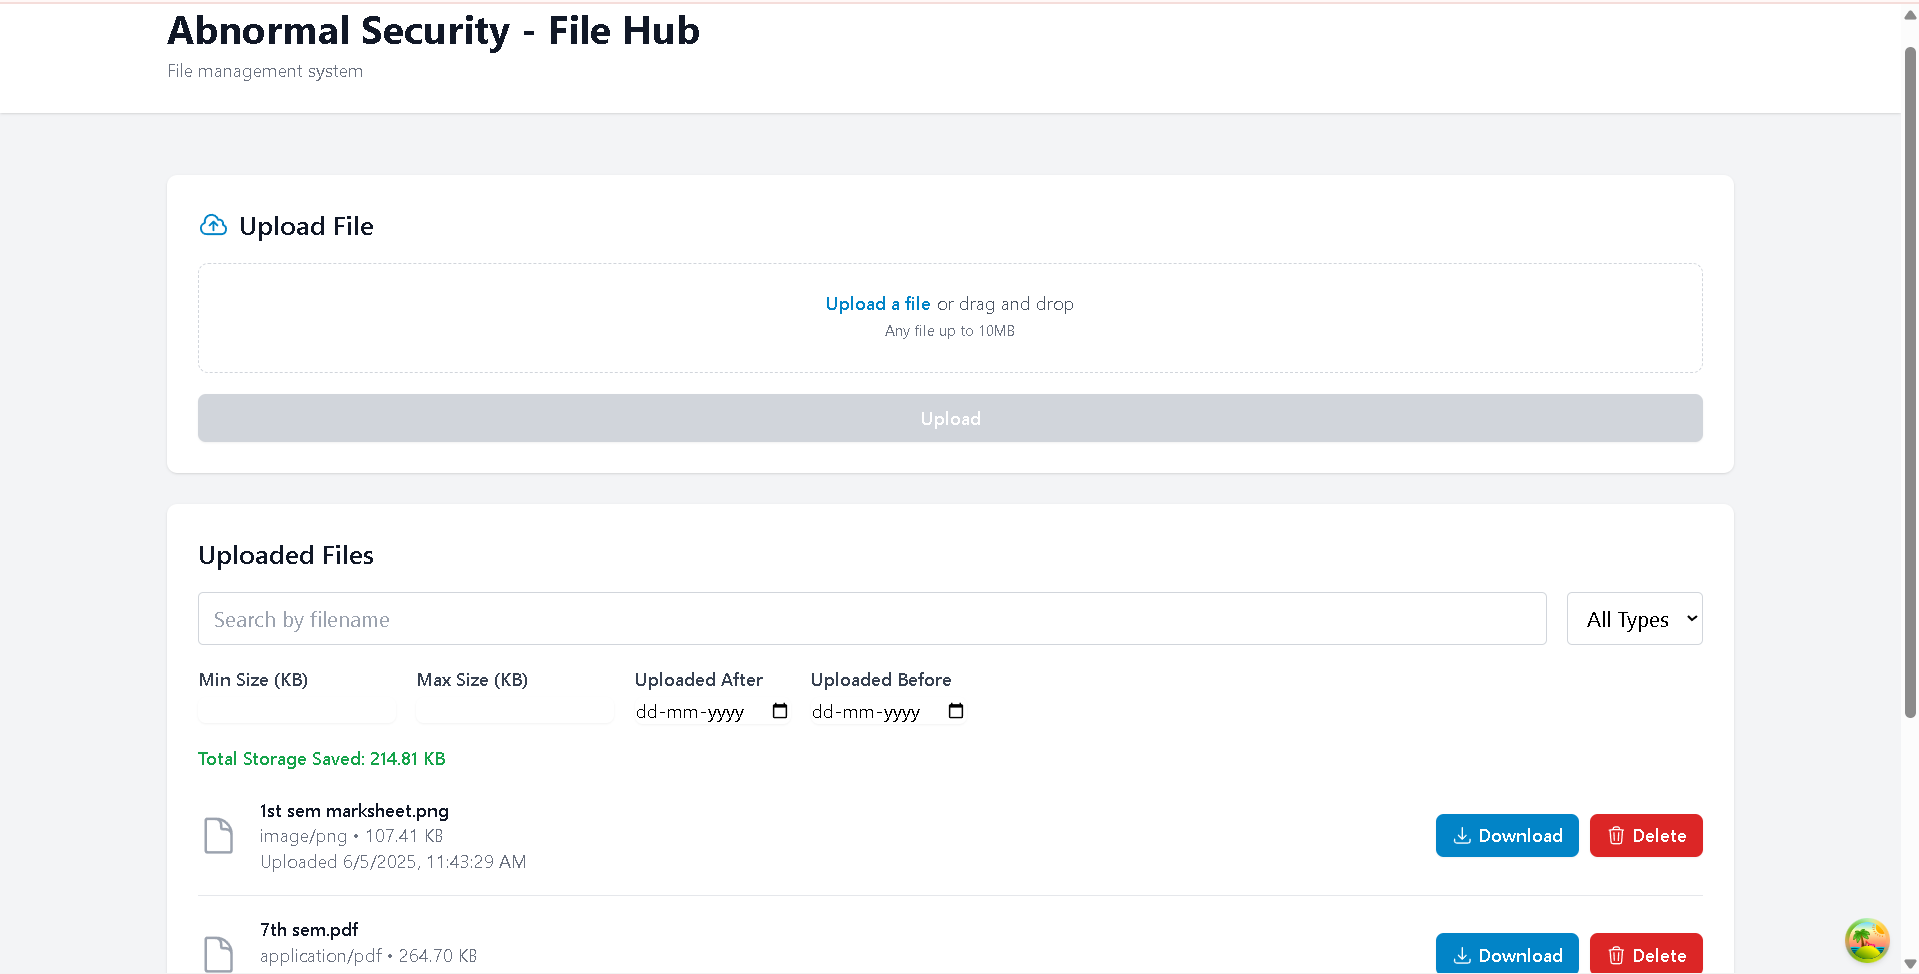 Abnormal Security - File Hub
File management system
Upload File
Upload a file or drag and drop
Any file up to 10MB
Upload
Uploaded Files
Search by filename
All Types
Min Size (KB) Max Size (KB) Uploaded After Uploaded Before
dd-mm-yyyy dd-mm-yyyy
Total Storage Saved: 214.81 KB
1st sem marksheet.png
image/png • 107.41 KB
Uploaded 6/5/2025, 11:43:29 AM
Download Delete
7th sem.pdf
application/pdf • 264.70 KB
Download Delete